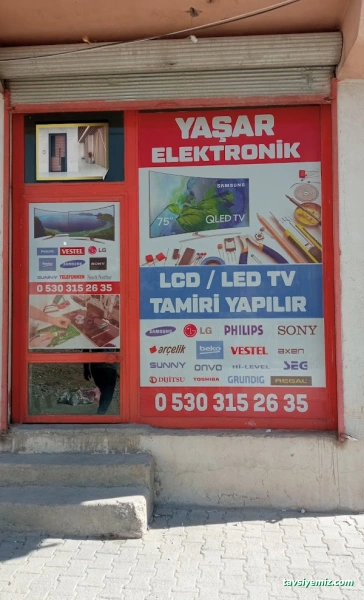 YAŞAR
ELEKTRONİK
SAMSUNG
75"
QLED TV
LCD / LED TV
TAMİRİ YAPILIR
SAMSUNG LG PHILIPS SONY
arçelik beko VESTEL axen
SUNNY ONVO HI-LEVEL SEG
DIJITSU TOSHIBA GRUNDIG REGAL
0 530 315 26 35
VESTEL LG
SAMSUNG SONY
SUNNY TELEFUNKEN
0 530 315 26 35
tavsiyemiz.com